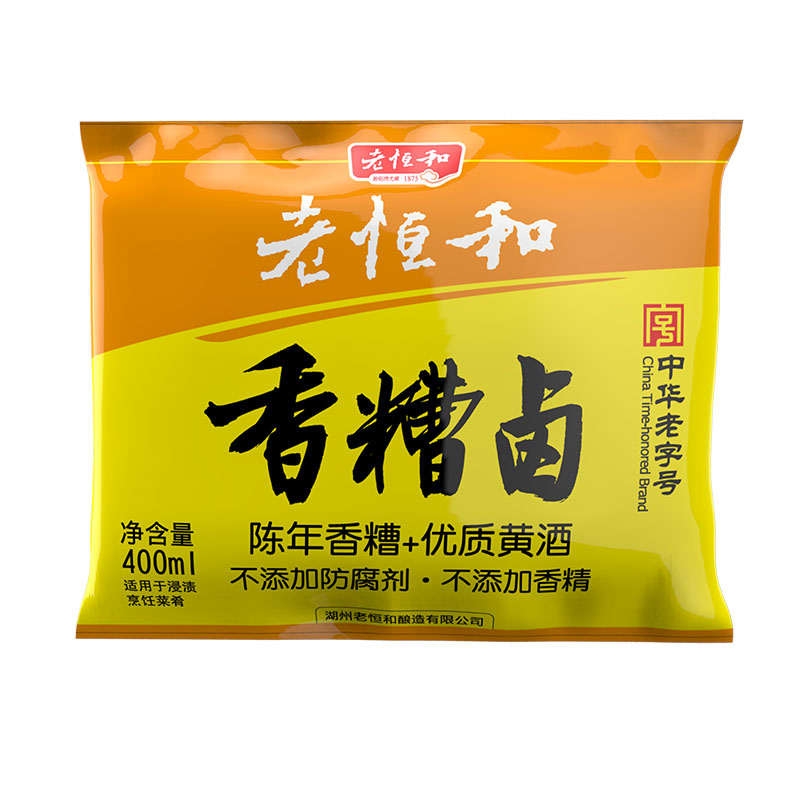 老恒和
1875
老恒和
中华老字号
China Time-honored Brand
香糟卤
陈年香糟+优质黄酒
不添加防腐剂·不添加香精
净含量
400ml
适用于浸渍
烹饪菜肴
湖州老恒和酿造有限公司